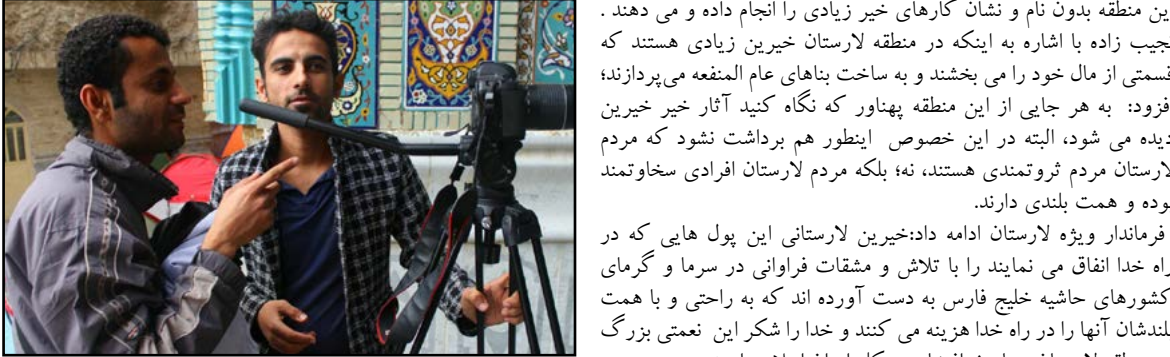 ین منطقه بدون نام و نشان کارهای خیر زیادی را انجام داده و می دهند .
نجیب زاده با اشاره به اینکه در منطقه لارستان خیرین زیادی هستند که
قسمتی از مال خود را می بخشند و به ساخت بناهای عام المنفعه می‌پردازند؛
افزود: به هر جایی از این منطقه پهناور که نگاه کنید آثار خیر خیرین
دیده می شود، البته در این خصوص اینطور هم برداشت نشود که مردم
لارستان مردم ثروتمندی هستند، نه؛ بلکه مردم لارستان افرادی سخاوتمند
بوده و همت بلندی دارند.
فرماندار ویژه لارستان ادامه داد:خیرین لارستانی این پول هایی که در
راه خدا انفاق می نمایند را با تلاش و مشقات فراوانی در سرما و گرمای
کشورهای حاشیه خلیج فارس به دست آورده اند که به راحتی و با همت
بلندشان آنها را در راه خدا هزینه می کنند و خدا را شکر این نعمتی بزرگ